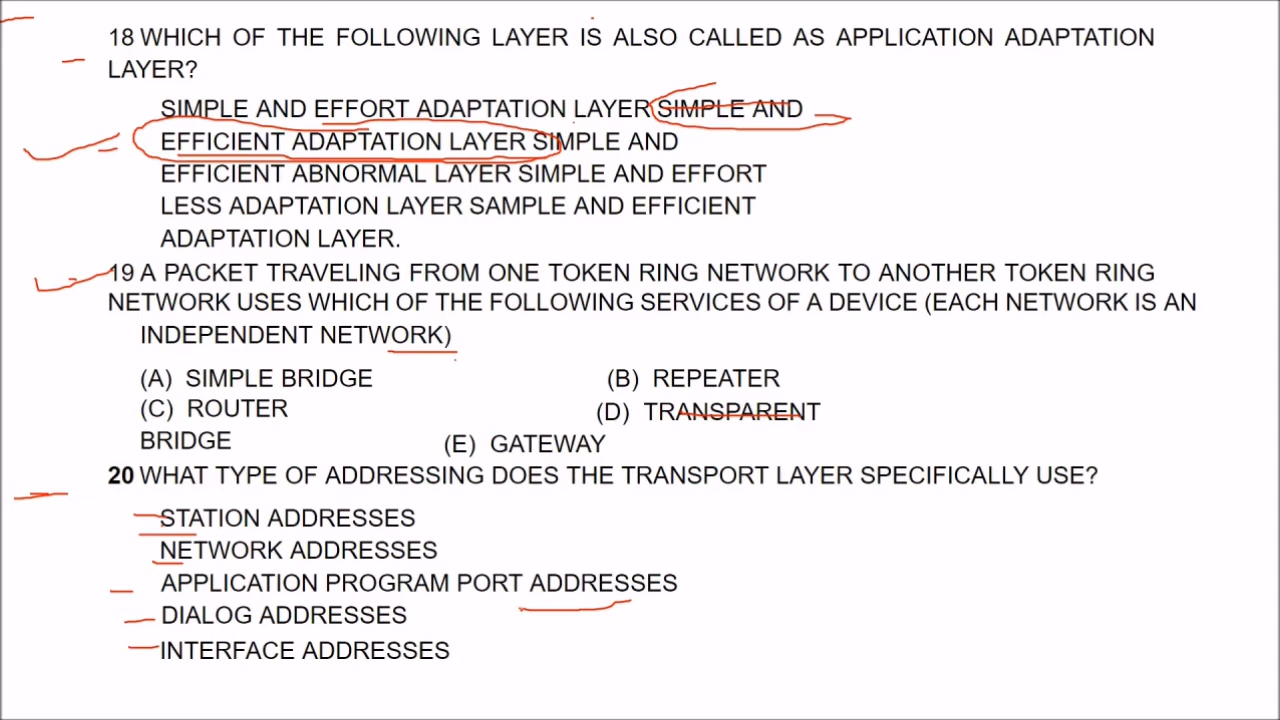 18 WHICH OF THE FOLLOWING LAYER IS ALSO CALLED AS APPLICATION ADAPTATION
LAYER?
SIMPLE AND EFFORT ADAPTATION LAYER SIMPLE AND
EFFICIENT ADAPTATION LAYER SIMPLE AND
EFFICIENT ABNORMAL LAYER SIMPLE AND EFFORT
LESS ADAPTATION LAYER SAMPLE AND EFFICIENT
ADAPTATION LAYER.
19 A PACKET TRAVELING FROM ONE TOKEN RING NETWORK TO ANOTHER TOKEN RING
NETWORK USES WHICH OF THE FOLLOWING SERVICES OF A DEVICE (EACH NETWORK IS AN
INDEPENDENT NETWORK)
(A) SIMPLE BRIDGE (B) REPEATER
(C) ROUTER (D) TRANSPARENT
BRIDGE (E) GATEWAY
20 WHAT TYPE OF ADDRESSING DOES THE TRANSPORT LAYER SPECIFICALLY USE?
STATION ADDRESSES
NETWORK ADDRESSES
APPLICATION PROGRAM PORT ADDRESSES
DIALOG ADDRESSES
INTERFACE ADDRESSES